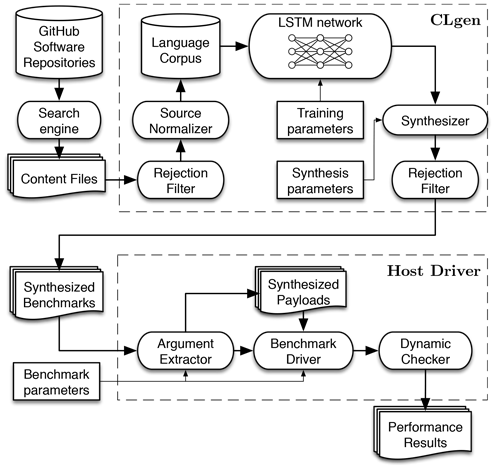 GitHub
Software
Repositories
Language
Corpus
LSTM network
CLgen
Search
engine
Source
Normalizer
Training
parameters
Synthesizer
Content Files
Rejection
Filter
Synthesis
parameters
Rejection
Filter
Synthesized
Benchmarks
Synthesized
Payloads
Host Driver
Argument
Extractor
Benchmark
Driver
Dynamic
Checker
Benchmark
parameters
Performance
Results